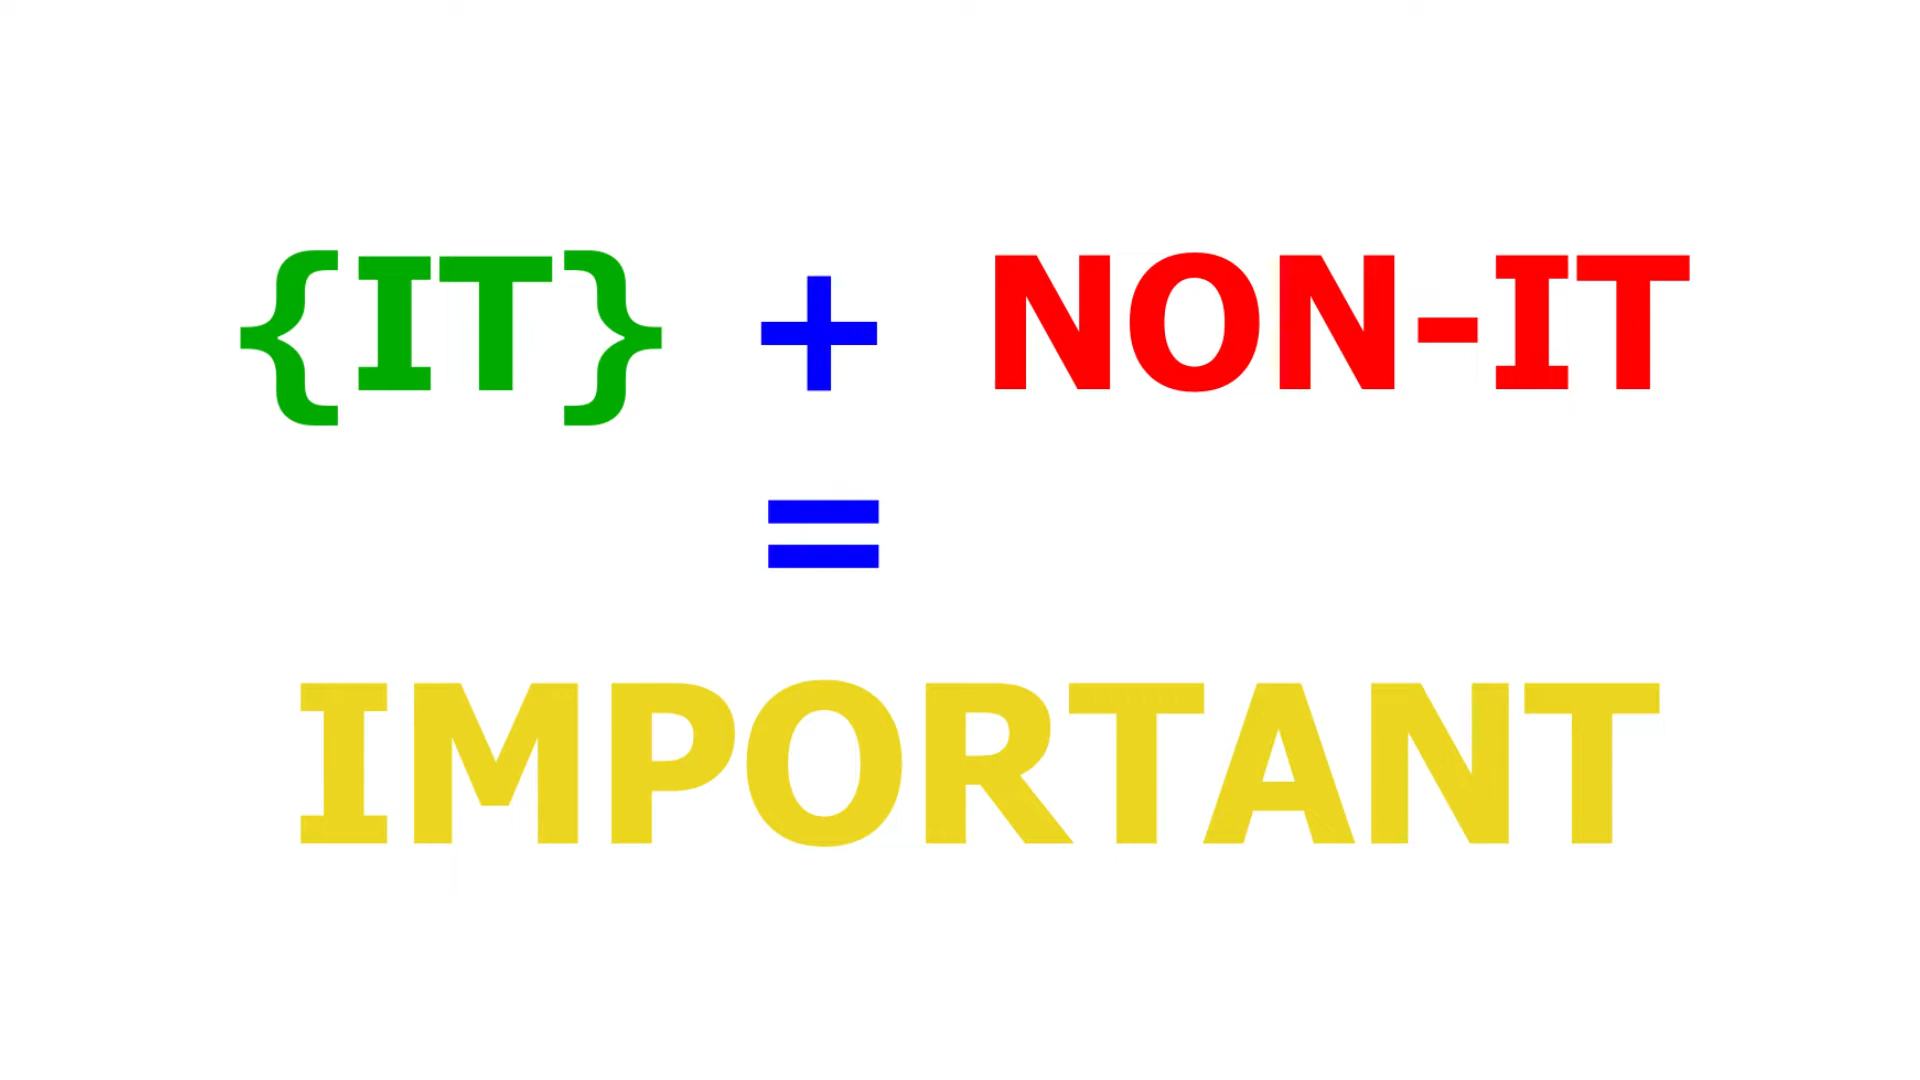 {IT} + NON-IT
=
IMPORTANT